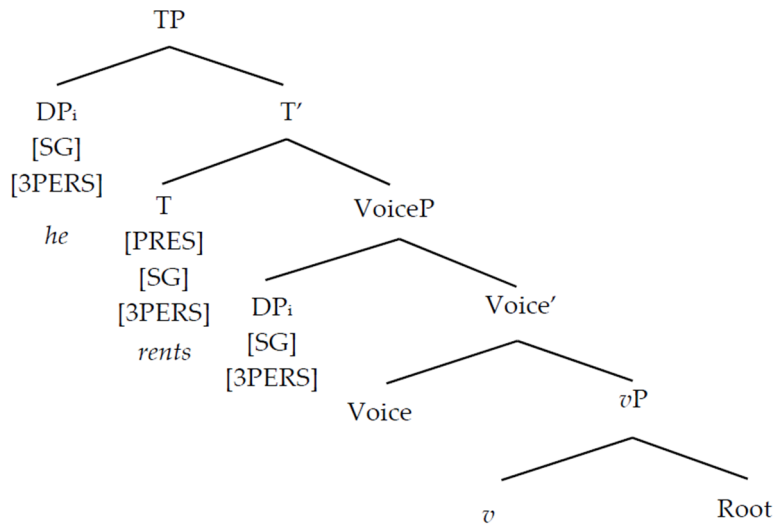 TP
DPi
T’
[SG]
[3PERS]
he
T
VoiceP
[PRES]
[SG]
[3PERS]
rents
DPi
Voice’
[SG]
[3PERS]
Voice
vP
v
Root